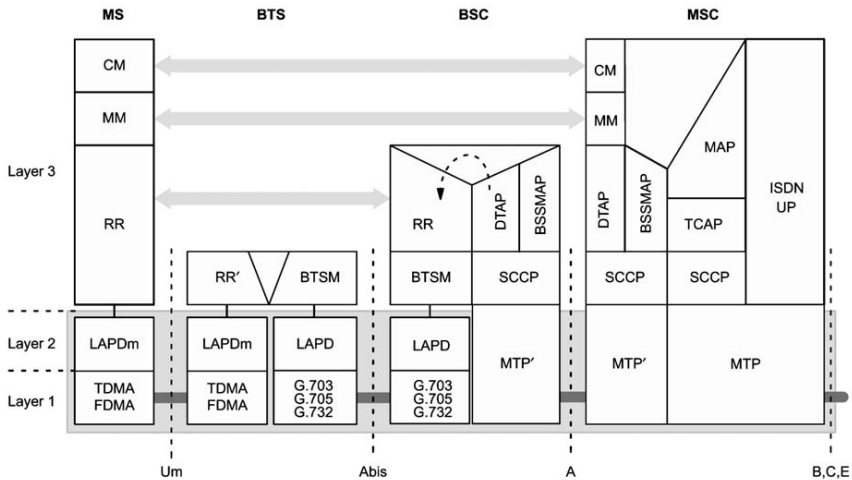 MS BTS BSC MSC
CM CM
MM MM
MAP
Layer 3
ISDN
UP
RR RR DTAP BSSMAP DTAP BSSMAP TCAP
RR′ BTSM BTSM SCCP SCCP SCCP
Layer 2 LAPDm LAPDm LAPD LAPD MTP′ MTP′ MTP
Layer 1
TDMA
FDMA
TDMA
FDMA
G.703
G.705
G.732
G.703
G.705
G.732
Um Abis A B,C,E